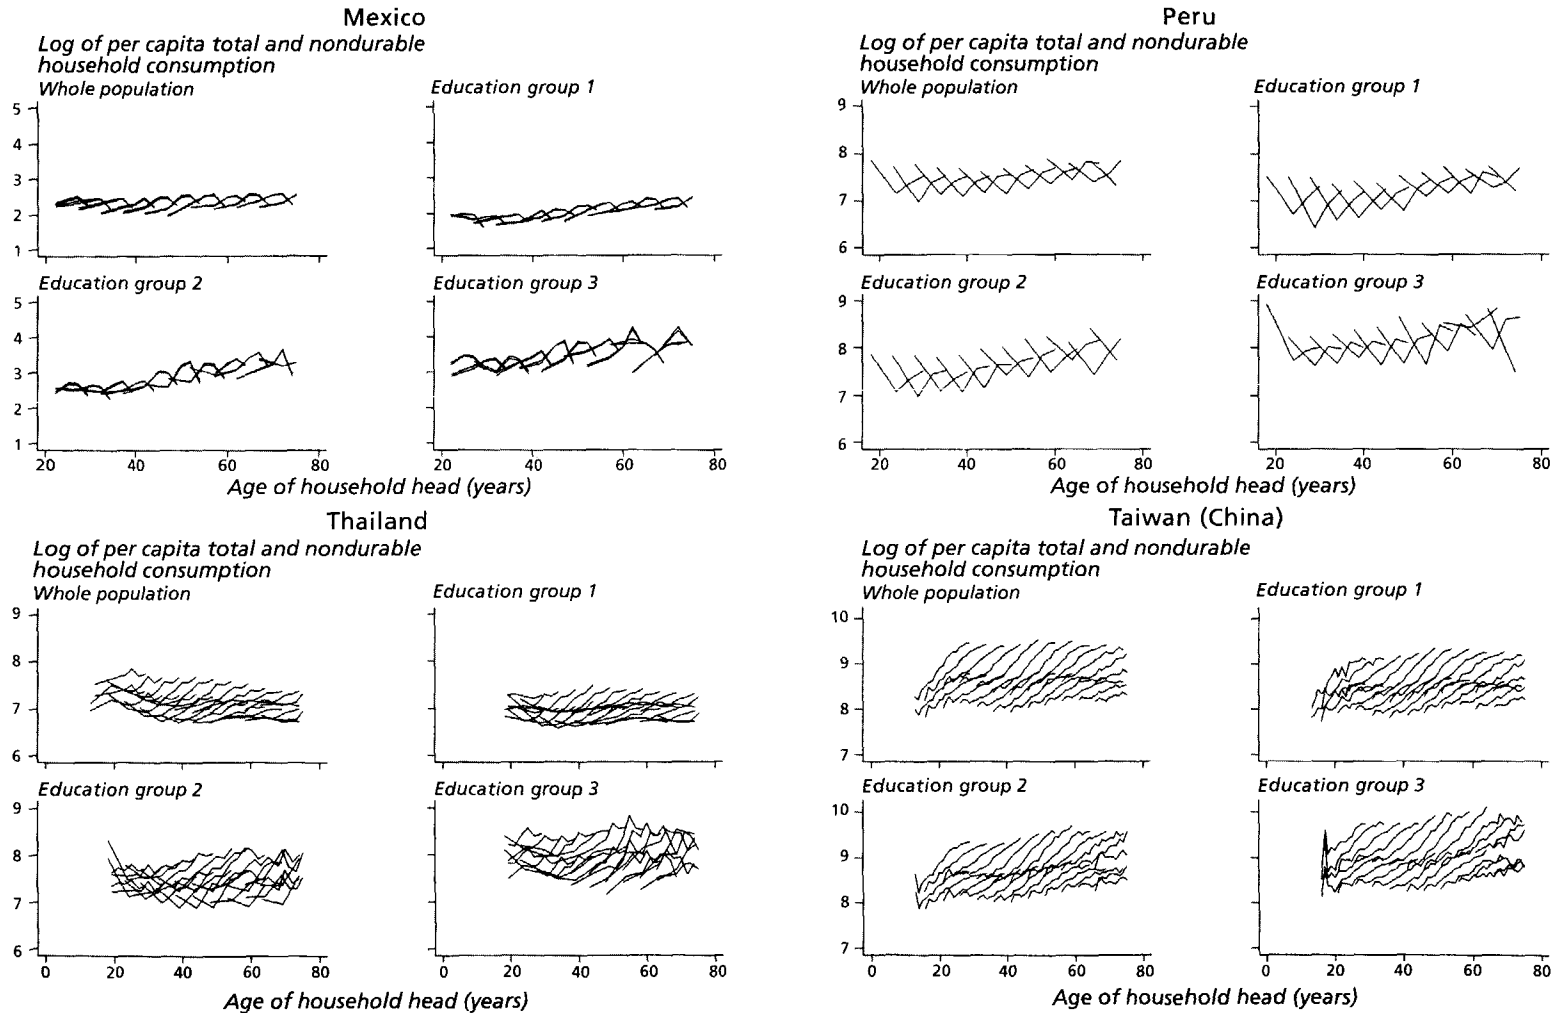 Mexico
Log of per capita total and nondurable
household consumption
Whole population
Education group 1
5
4
3
2
1
20
40
60
80
Education group 2
Education group 3
5
4
3
2
1
20 40 60 80
20 40 60 80
Age of household head (years)
Peru
Log of per capita total and nondurable
household consumption
Whole population
Education group 1
9
8
7
6
Education group 2
Education group 3
9
8
7
6
20 40 60 80
20 40 60 80
Age of household head (years)
Thailand
Log of per capita total and nondurable
household consumption
Whole population
Education group 1
9
8
7
6
Education group 2
Education group 3
9
8
7
6
0 20 40 60 80
0 20 40 60 80
Age of household head (years)
Taiwan (China)
Log of per capita total and nondurable
household consumption
Whole population
Education group 1
10
9
8
7
Education group 2
Education group 3
10
9
8
7
0 20 40 60 80
0 20 40 60 80
Age of household head (years)